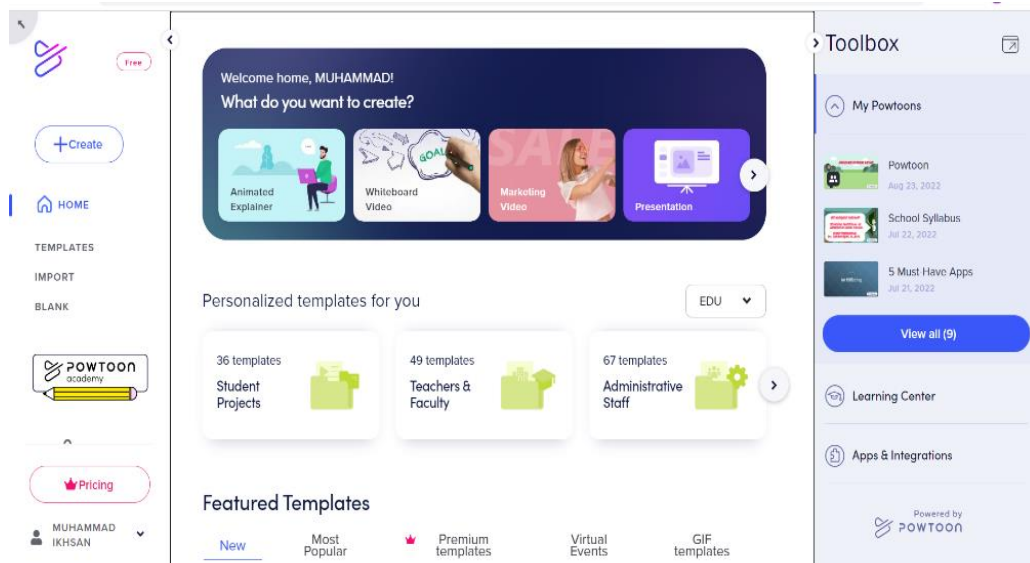 Free
+Create
HOME
TEMPLATES
IMPORT
BLANK
POWTOON
academy
Pricing
MUHAMMAD
IKHSAN
Welcome home, MUHAMMAD!
What do you want to create?
Animated
Explainer
GOAL
Whiteboard
Video
SALE
Marketing
Video
Presentation
Personalized templates for you
EDU
36 templates
Student
Projects
49 templates
Teachers &
Faculty
67 templates
Administrative
Staff
Featured Templates
New
Most
Popular
Premium
templates
Virtual
Events
GIF
templates
Toolbox
My Powtoons
Powtoon
Aug 23, 2022
School Syllabus
Jul 22, 2022
5 Must Have Apps
Jul 21, 2022
View all (9)
Learning Center
Apps & Integrations
Powered by
POWTOON